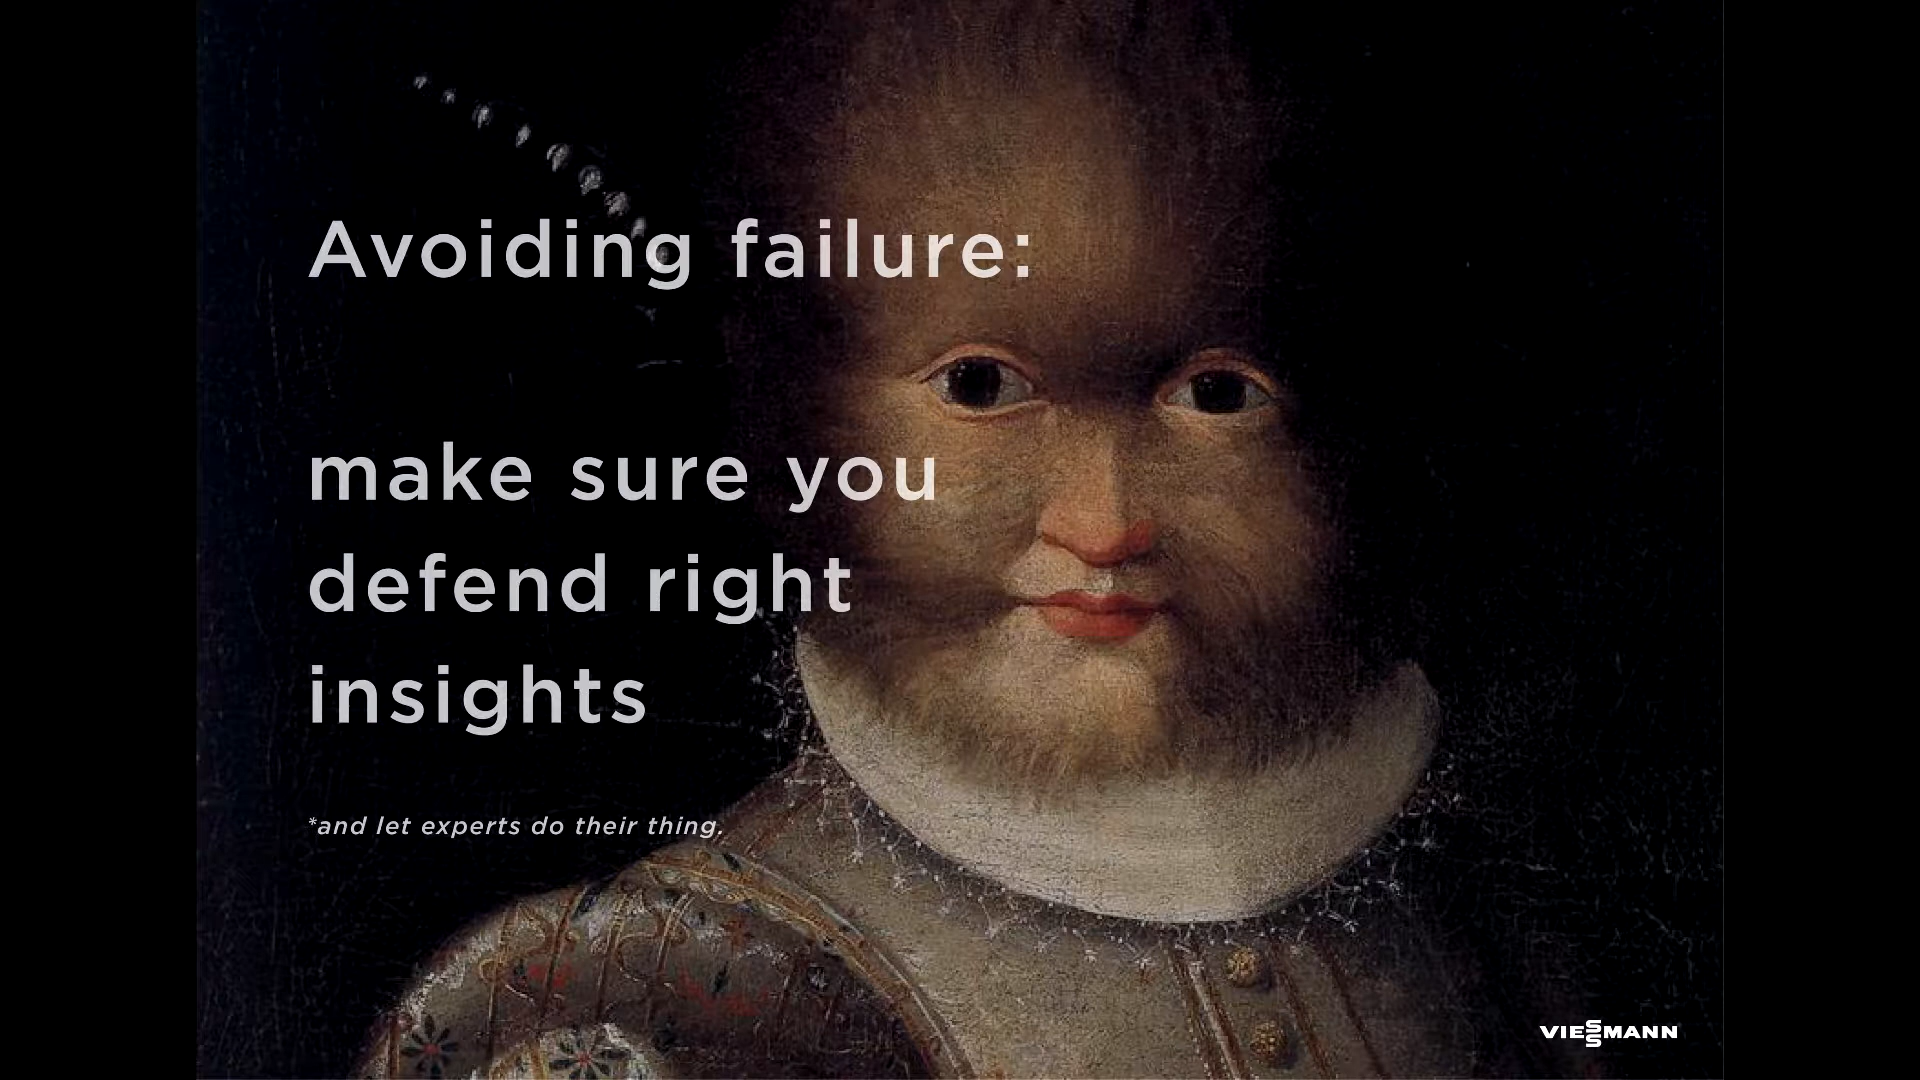 Avoiding failure:
make sure you
defend right
insights
*and let experts do their thing.
VIESSMANN